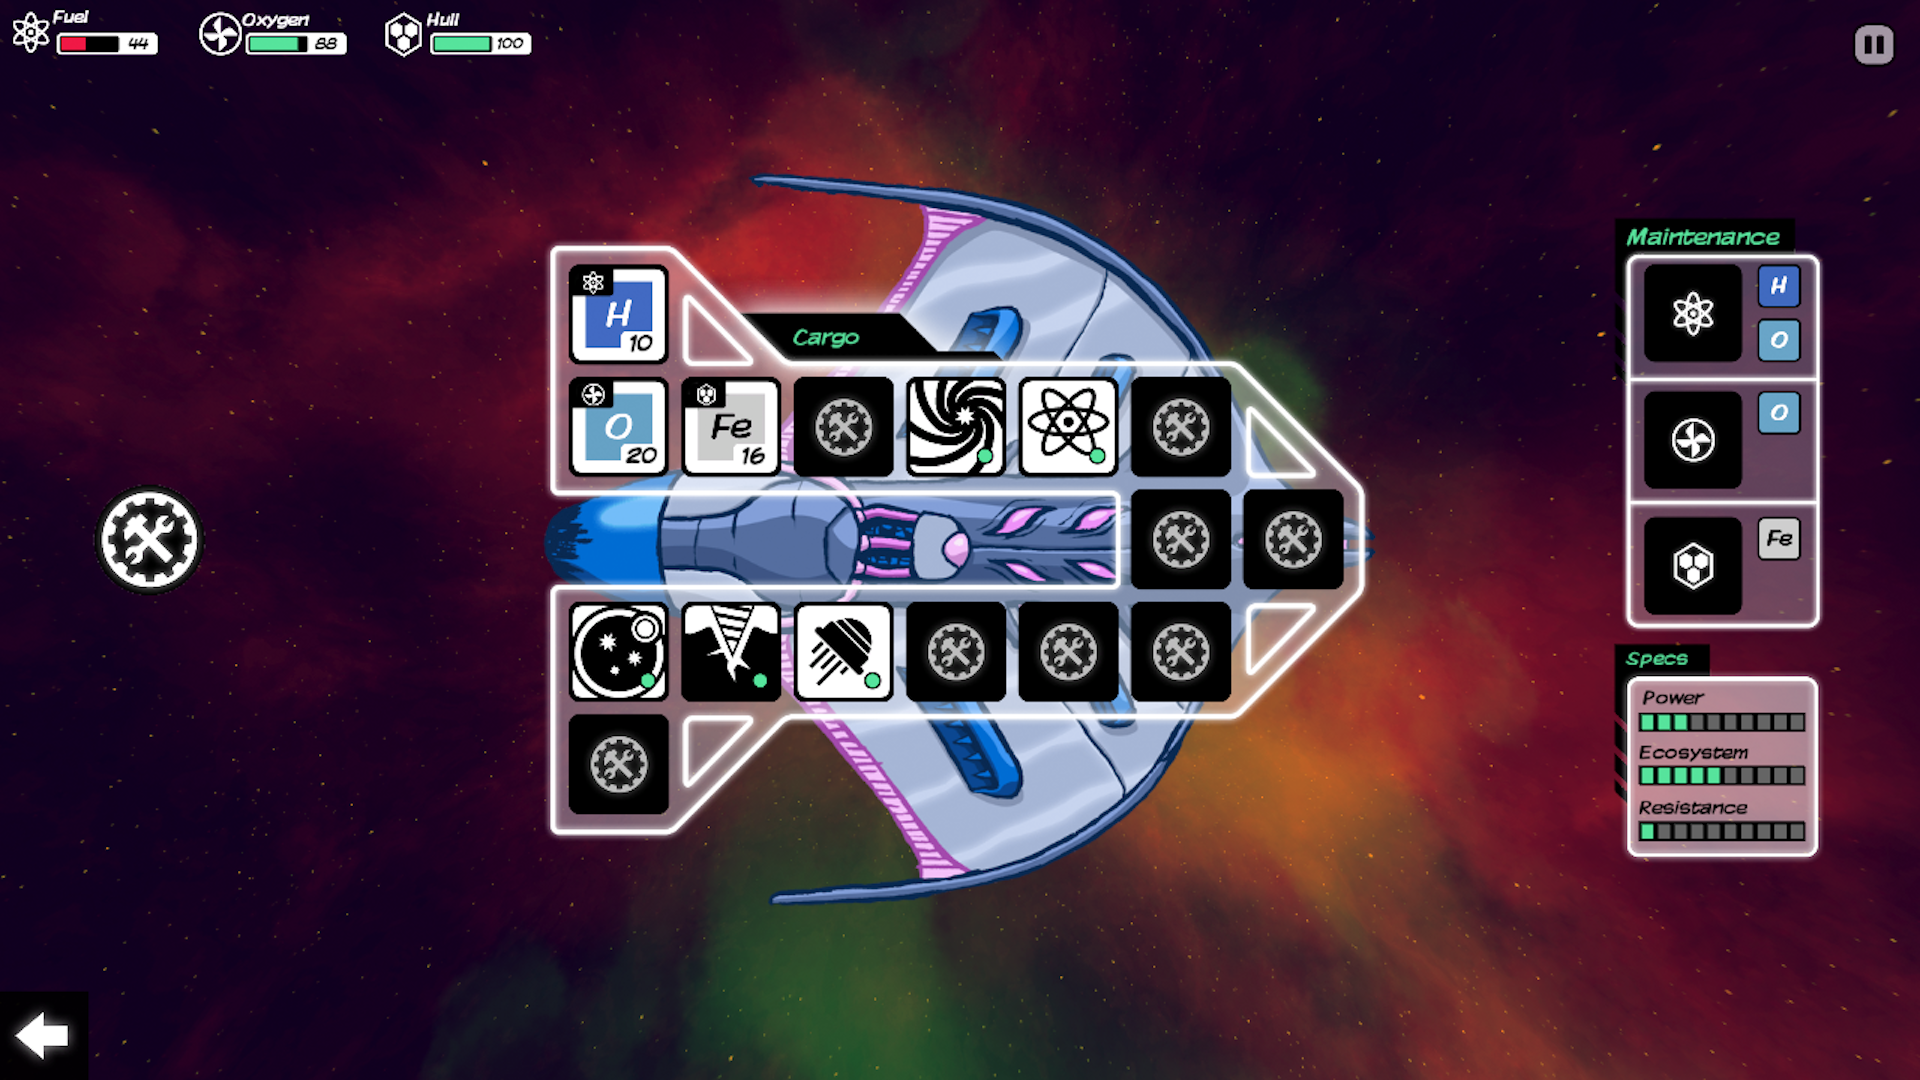 Fuel
44
Oxygen
88
Hull
100
H
10
Cargo
O
20
Fe
16
Maintenance
H
O
O
Fe
Specs
Power
Ecosystem
Resistance